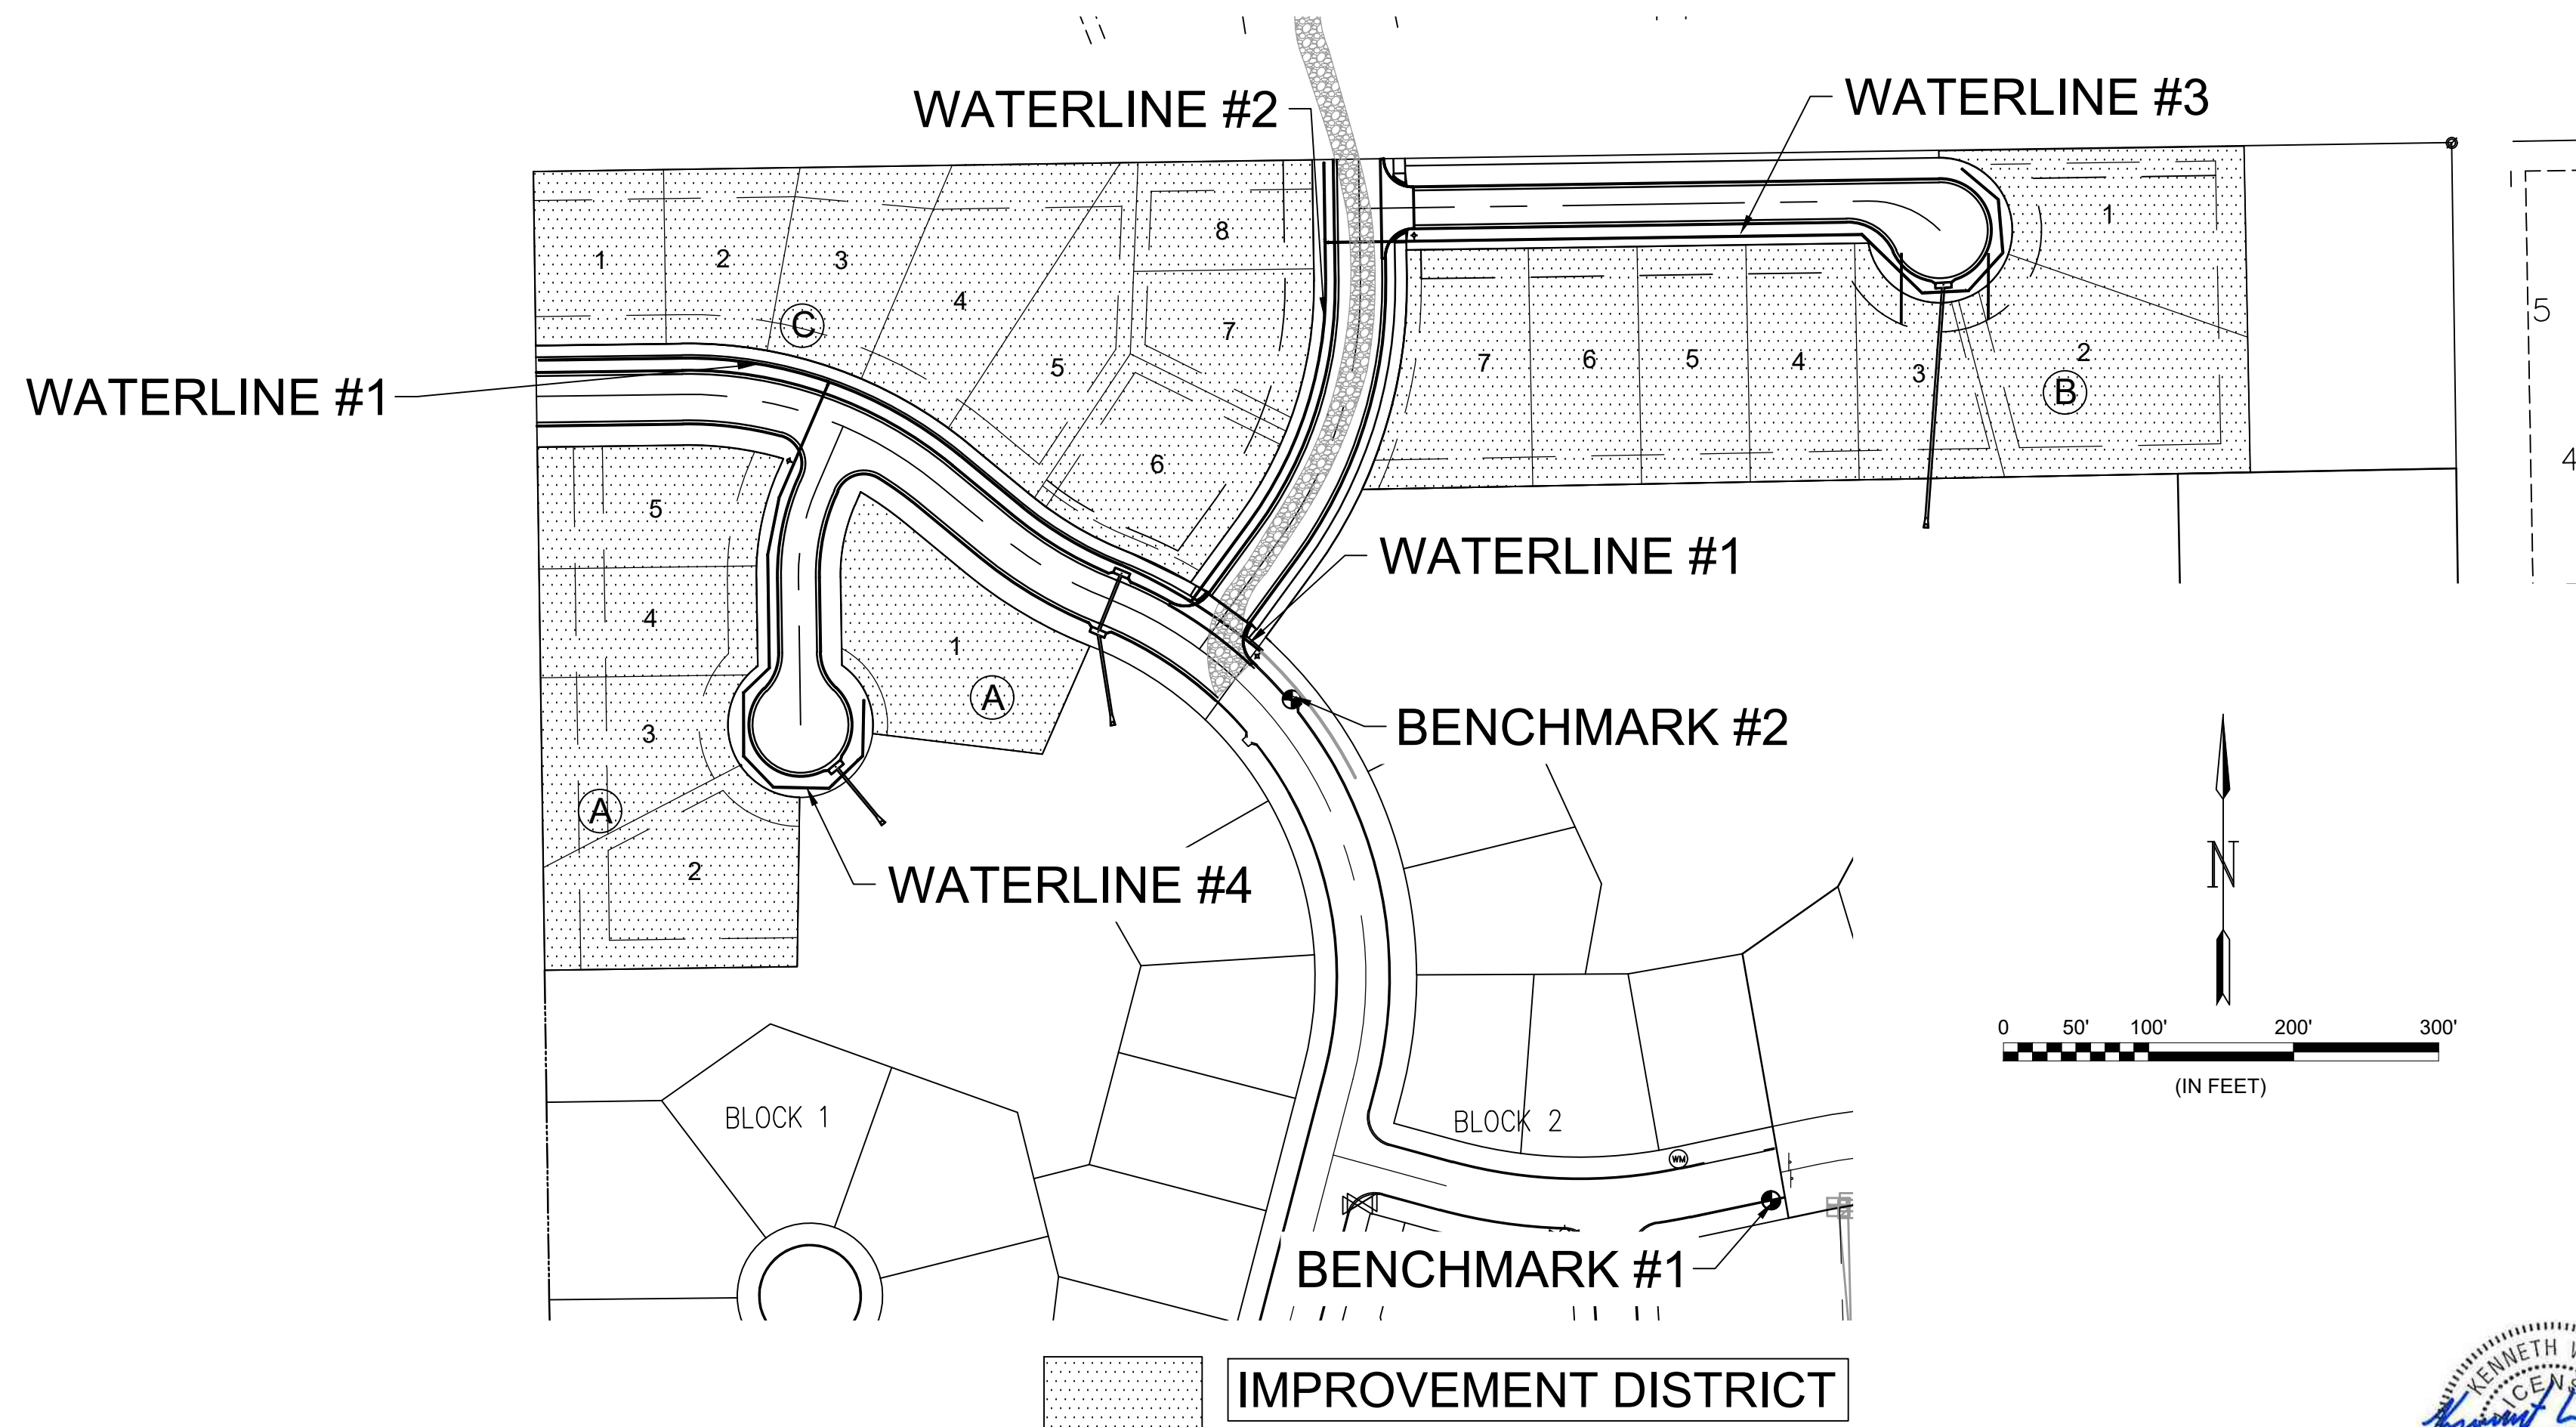 WATERLINE #2
WATERLINE #3
8
1
1
2
3
4
7
5
C
7
6
5
4
3
2
B
5
WATERLINE #1
6
4
5
WATERLINE #1
4
1
A
3
BENCHMARK #2
A
2
WATERLINE #4
N
0 50' 100' 200' 300'
(IN FEET)
BLOCK 1
BLOCK 2
WM
BENCHMARK #1
IMPROVEMENT DISTRICT
KENNETH